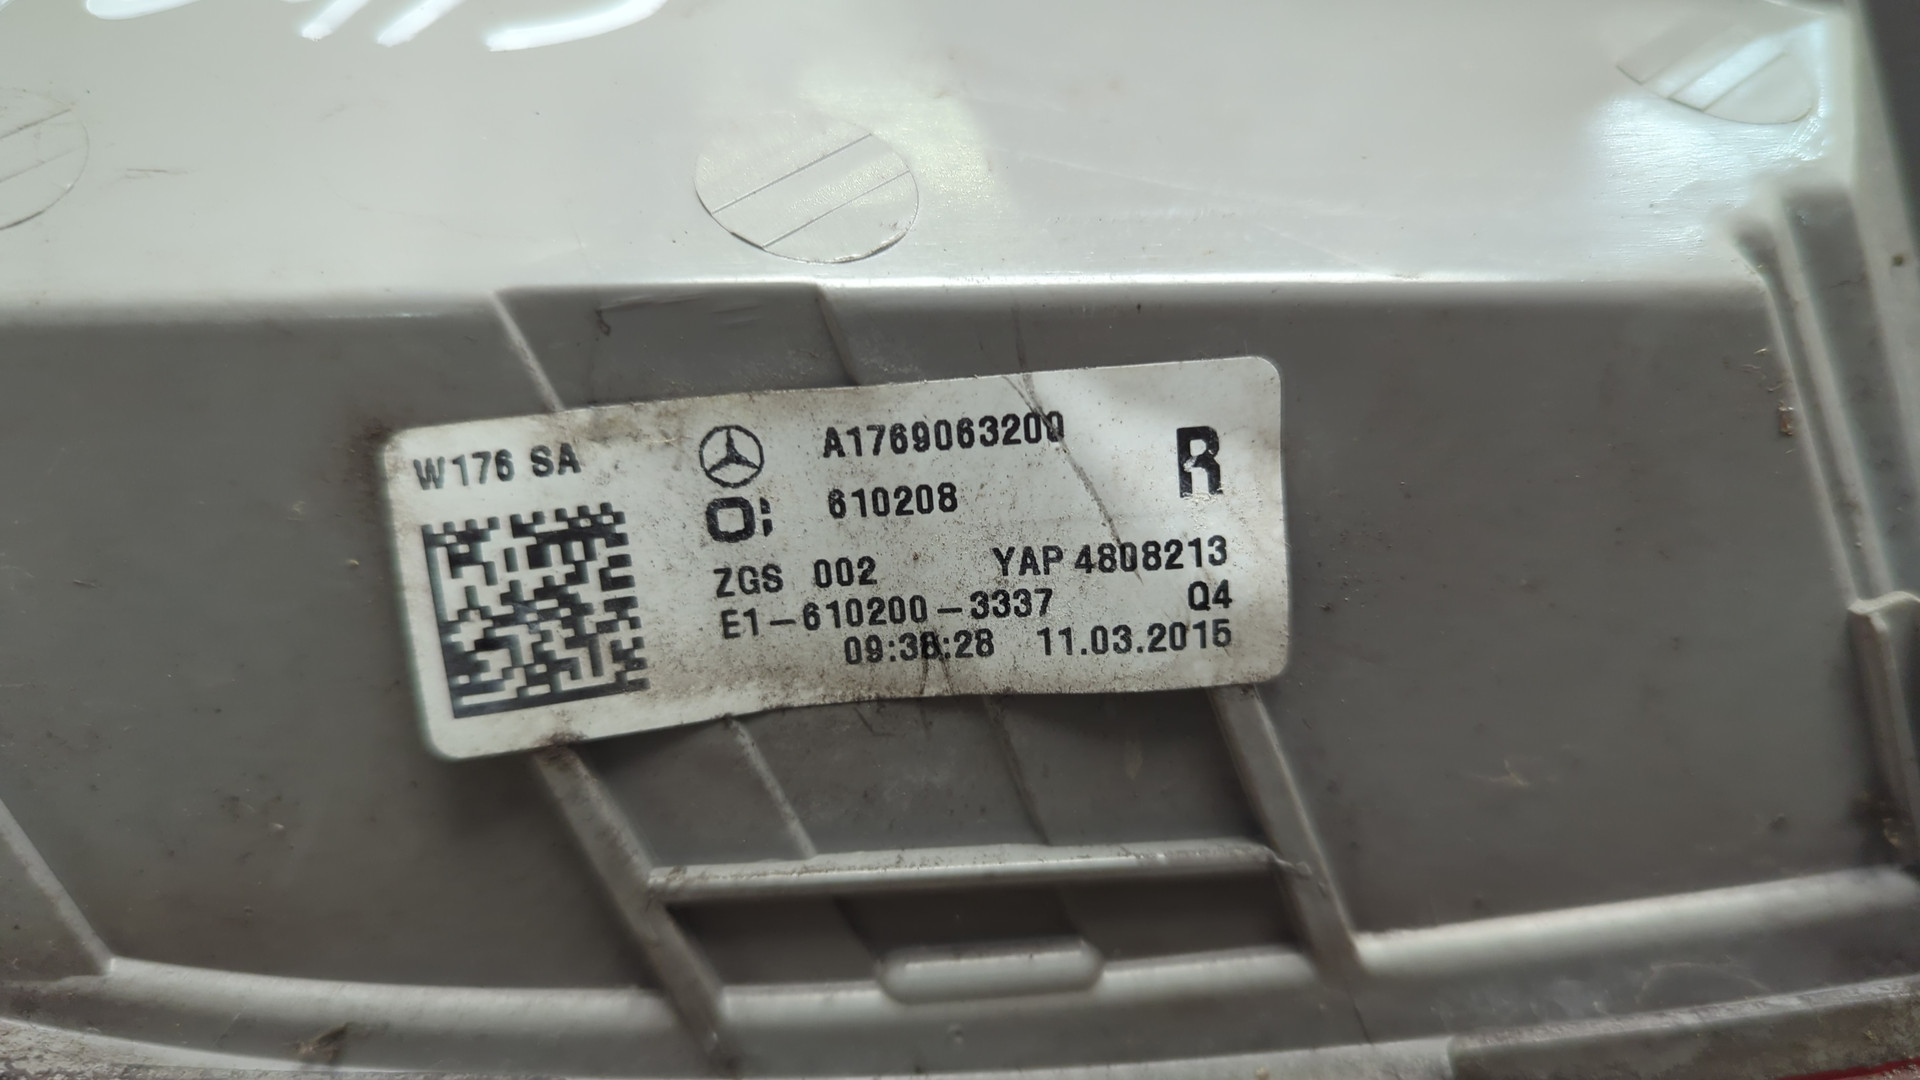 W176 SA
A1769063200
R
610208
ZGS 002 YAP 4808213
E1-610200-3337 Q4
09:38:28 11.03.2015